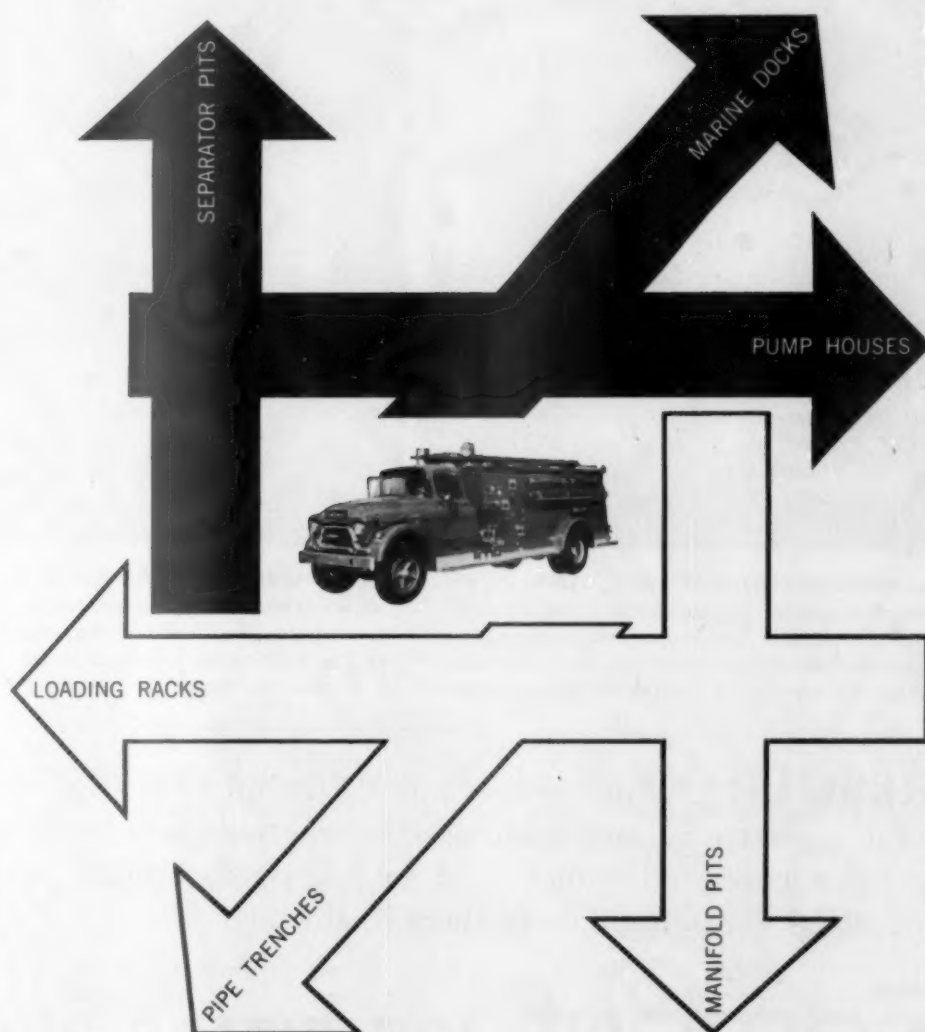 SEPARATOR PITS
MARINE DOCKS
PUMP HOUSES
LOADING RACKS
PIPE TRENCHES
MANIFOLD PITS